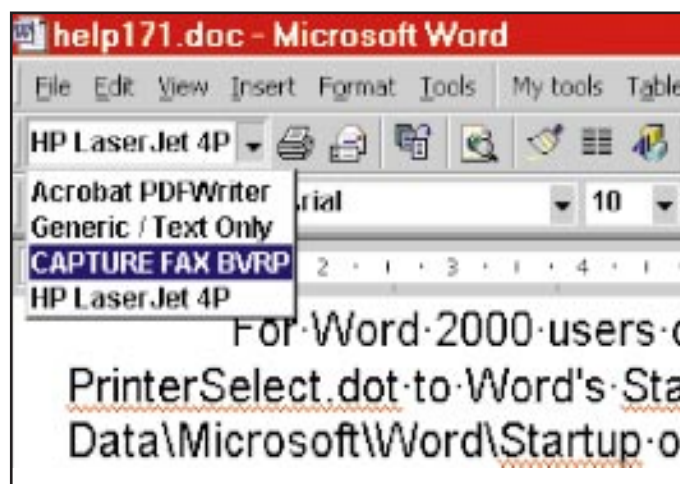 help171.doc - Microsoft Word
File Edit View Insert Format Tools My tools Table
HP LaserJet 4P
Acrobat PDFWriter
rial 10
Generic / Text Only
CAPTURE FAX BVRP 2 3 4
HP LaserJet 4P
For·Word·2000·users·
PrinterSelect.dot·to·Word's·Sta
Data\Microsoft\Word\Startup·o